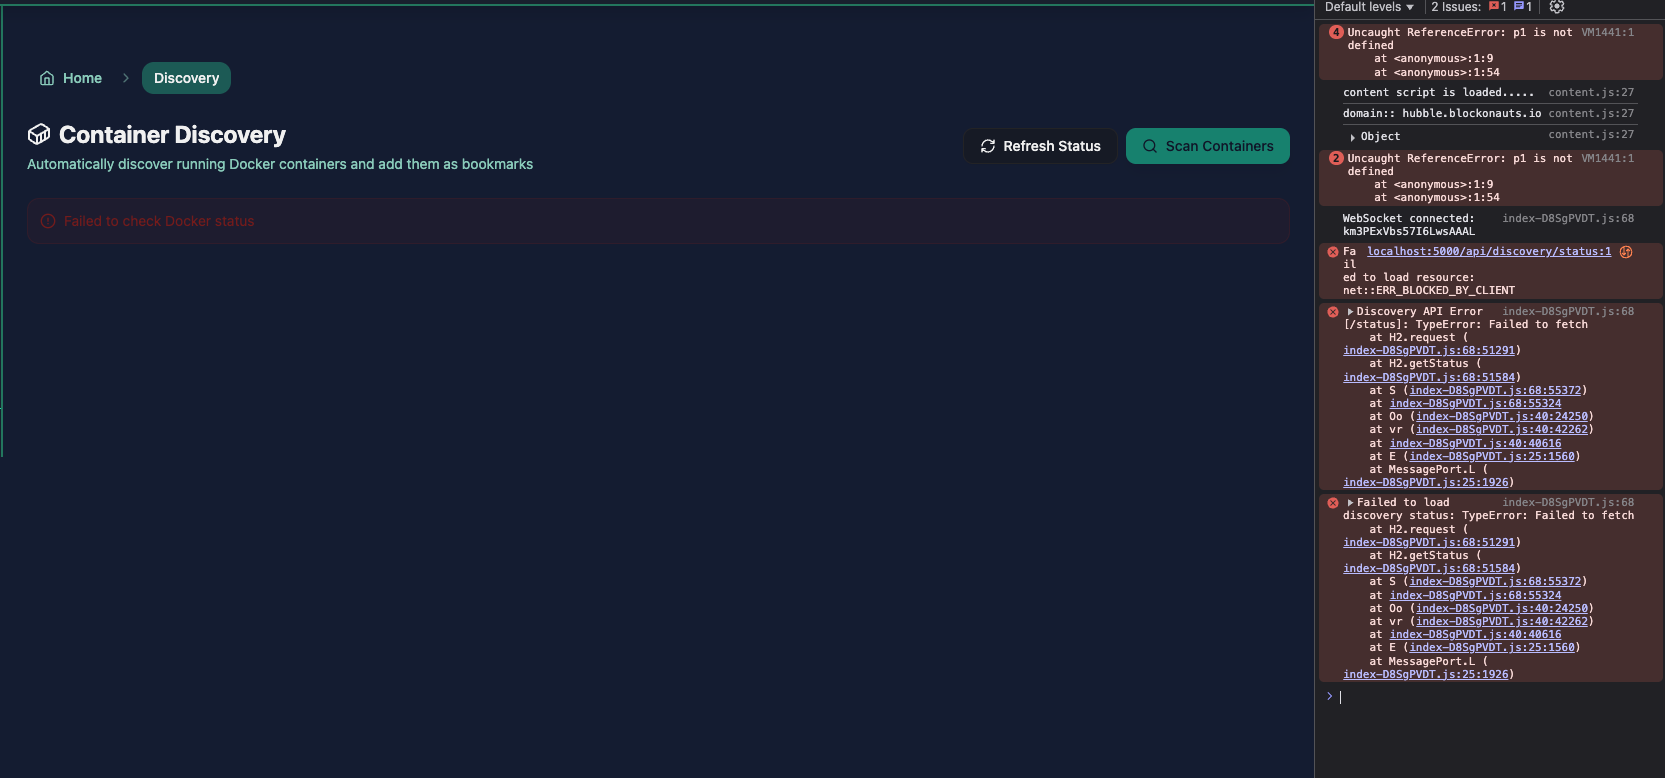 Home
Discovery
Container Discovery
Automatically discover running Docker containers and add them as bookmarks
Refresh Status
Scan Containers
Failed to check Docker status
Default levels
2 Issues: 1 1
4 Uncaught ReferenceError: p1 is not VM1441:1
defined
at <anonymous>:1:9
at <anonymous>:1:54
content script is loaded..... content.js:27
domain:: hubble.blockonauts.io content.js:27
Object content.js:27
2 Uncaught ReferenceError: p1 is not VM1441:1
defined
at <anonymous>:1:9
at <anonymous>:1:54
WebSocket connected: index-D8SgPVDT.js:68
km3PExVbs57I6LwsAAAL
Fa localhost:5000/api/discovery/status:1
il
ed to load resource:
net::ERR_BLOCKED_BY_CLIENT
Discovery API Error index-D8SgPVDT.js:68
[/status]: TypeError: Failed to fetch
at H2.request (
index-D8SgPVDT.js:68:51291)
at H2.getStatus (
index-D8SgPVDT.js:68:51584)
at S (index-D8SgPVDT.js:68:55372)
at index-D8SgPVDT.js:68:55324
at Oo (index-D8SgPVDT.js:40:24250)
at vr (index-D8SgPVDT.js:40:42262)
at index-D8SgPVDT.js:40:40616
at E (index-D8SgPVDT.js:25:1560)
at MessagePort.L (
index-D8SgPVDT.js:25:1926)
Failed to load index-D8SgPVDT.js:68
discovery status: TypeError: Failed to fetch
at H2.request (
index-D8SgPVDT.js:68:51291)
at H2.getStatus (
index-D8SgPVDT.js:68:51584)
at S (index-D8SgPVDT.js:68:55372)
at index-D8SgPVDT.js:68:55324
at Oo (index-D8SgPVDT.js:40:24250)
at vr (index-D8SgPVDT.js:40:42262)
at index-D8SgPVDT.js:40:40616
at E (index-D8SgPVDT.js:25:1560)
at MessagePort.L (
index-D8SgPVDT.js:25:1926)